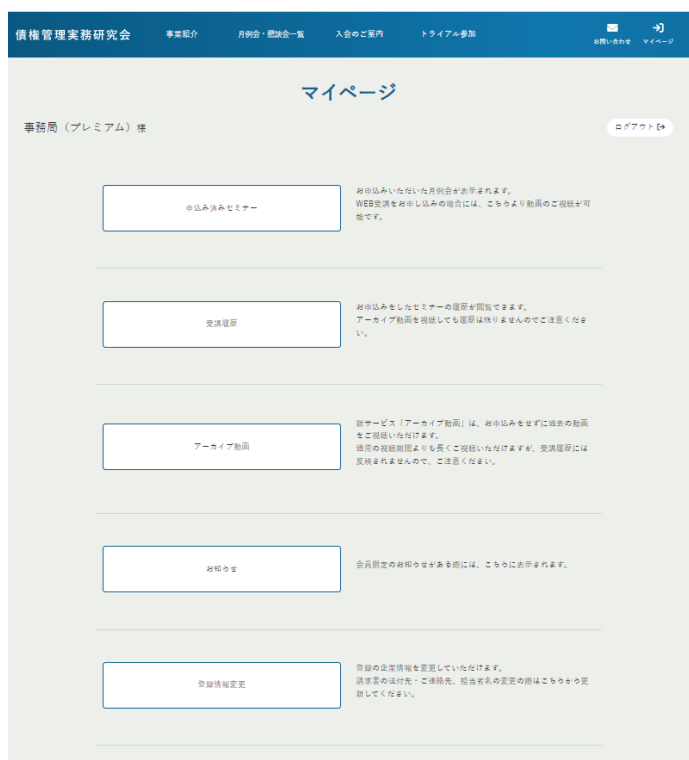 債権管理実務研究会
事業紹介
月例会・懇談会一覧
入会のご案内
トライアル参加
お問い合わせ
マイページ
マイページ
事務局（プレミアム）様
ログアウト
申込み済みセミナー
お申込みいただいた月例会が表示されます。
WEB受講をお申し込みの場合には、こちらより動画のご視聴が可
能です。
受講履歴
お申込みをしたセミナーの履歴が閲覧できます。
アーカイブ動画を視聴しても履歴は残りませんのでご注意くださ
い。
アーカイブ動画
新サービス「アーカイブ動画」は、お申込みをせずに過去の動画
をご視聴いただけます。
通常の視聴期間よりも長くご視聴いただけますが、受講履歴には
反映されませんので、ご注意ください。
お知らせ
会員限定のお知らせがある際には、こちらに表示されます。
登録情報変更
登録の企業情報を変更していただけます。
請求書の送付先・ご連絡先、担当者名の変更の際はこちらから更
新してください。